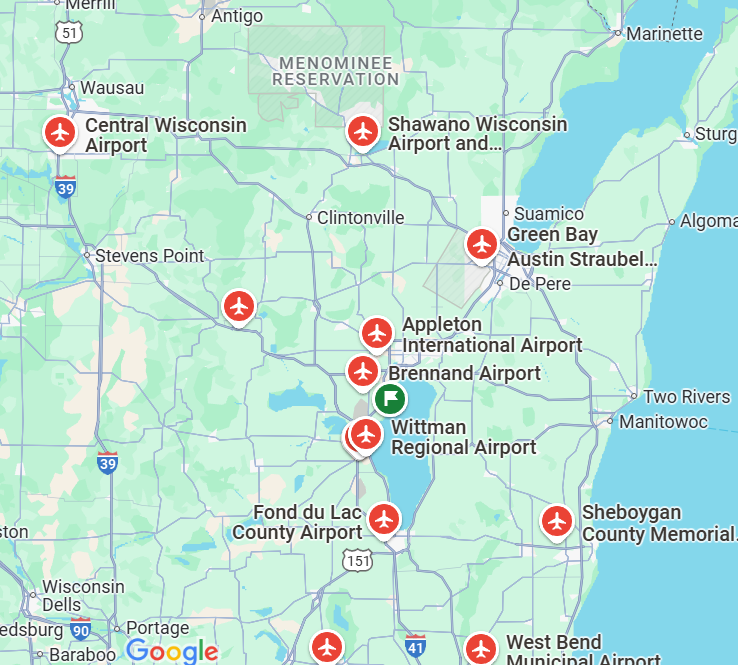 Merrill
Antigo
51
Marinette
MENOMINEE
RESERVATION
Wausau
Central Wisconsin
Airport
Shawano Wisconsin
Airport and...
Sturg
39
Clintonville
Suamico
Algoma
Green Bay
Austin Straubel...
Stevens Point
De Pere
Appleton
International Airport
Brennand Airport
Two Rivers
Manitowoc
Wittman
Regional Airport
39
Fond du Lac
County Airport
Sheboygan
County Memorial
ston
151
Wisconsin
Dells
edsburg
90
Portage
Baraboo
Google
41
West Bend
Municipal Airport